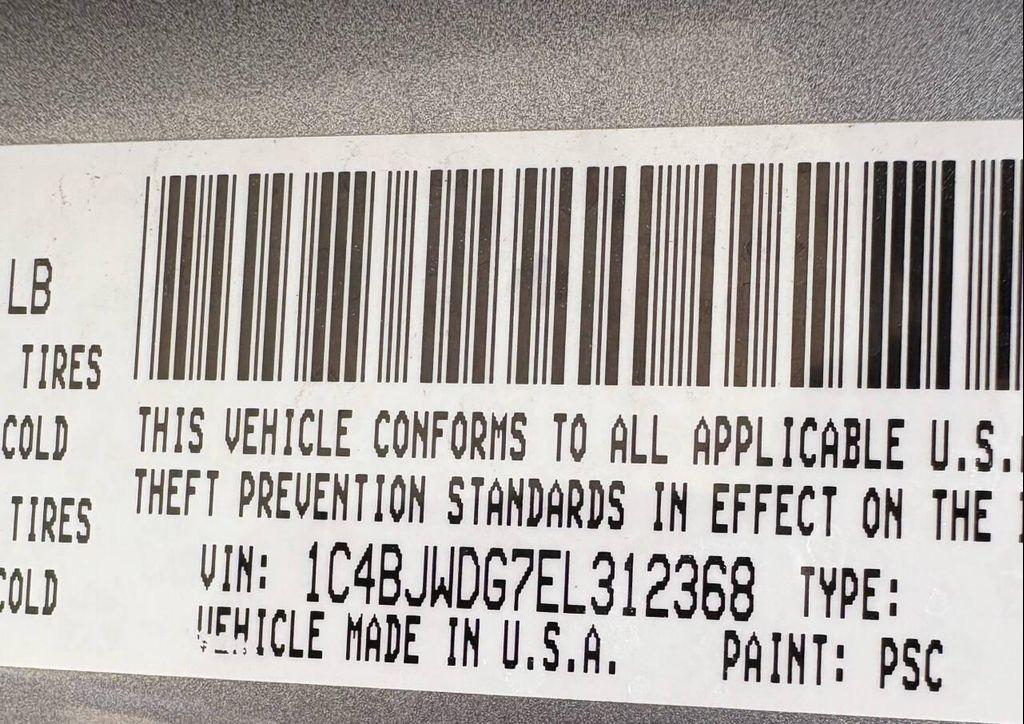 LB
TIRES
COLD
TIRES
COLD
THIS VEHICLE CONFORMS TO ALL APPLICABLE U.S.
THEFT PREVENTION STANDARDS IN EFFECT ON THE
VIN: 1C4BJWDG7EL312368 TYPE:
VEHICLE MADE IN U.S.A. PAINT: PSC